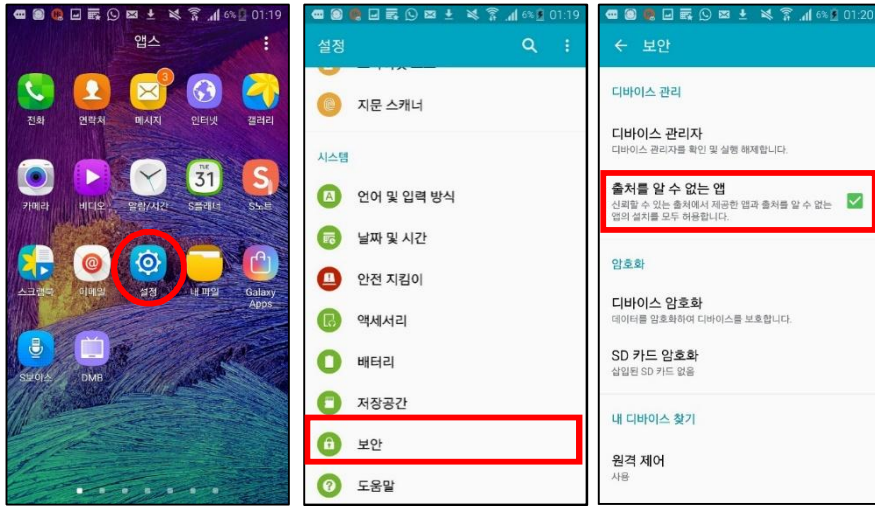 6% 01:19
앱스
3
전화 연락처 메시지 인터넷 갤러리
TUE
31
카메라 비디오 알람/시간 S플래너 S노트
스크랩북 이메일 설정 내 파일 Galaxy Apps
S보이스 DMB
6% 01:19
설정
지문 스캐너
시스템
언어 및 입력 방식
날짜 및 시간
안전 지킴이
액세서리
배터리
저장공간
보안
도움말
6% 01:20
보안
디바이스 관리
디바이스 관리자
디바이스 관리자를 확인 및 실행 해제합니다.
출처를 알 수 없는 앱
신뢰할 수 있는 출처에서 제공한 앱과 출처를 알 수 없는
앱의 설치를 모두 허용합니다.
암호화
디바이스 암호화
데이터를 암호화하여 디바이스를 보호합니다.
SD 카드 암호화
삽입된 SD 카드 없음
내 디바이스 찾기
원격 제어
사용